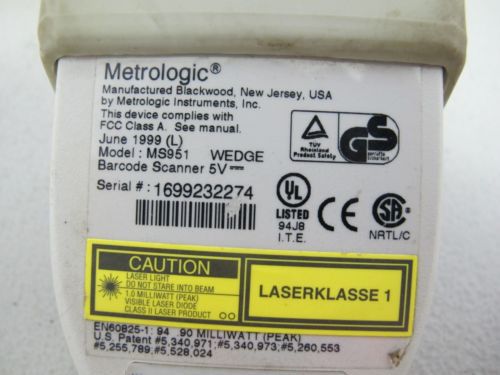 Metrologic®
Manufactured Blackwood, New Jersey, USA
by Metrologic Instruments, Inc.
This device complies with
FCC Class A. See manual.
June 1999 (L)
Model: MS951 WEDGE
Barcode Scanner 5V
Serial #: 1699232274
TÜV
Rheinland
Product Safety
GS
geprüfte
Sicherheit
UL
LISTED
94J8
I.T.E.
CE
SA
NRTL/C
CAUTION
LASER LIGHT
DO NOT STARE INTO BEAM
1.0 MILLIWATT (PEAK)
VISIBLE LASER DIODE
CLASS II LASER PRODUCT
LASERKLASSE 1
EN60825-1: 94 .90 MILLIWATT (PEAK)
U.S. Patent #5,340,971; #5,340,973; #5,260,553
#5,255,789; #5,528,024